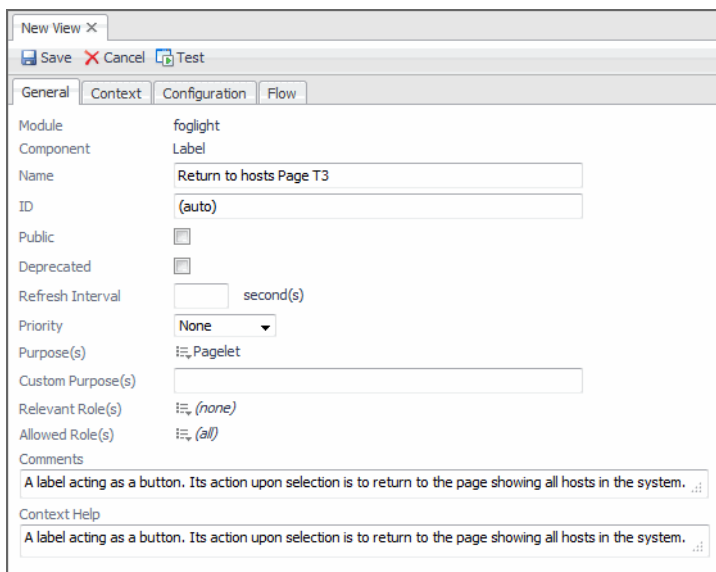 New View
Save Cancel Test
General Context Configuration Flow
Module foglight
Component Label
Name Return to hosts Page T3
ID (auto)
Public
Deprecated
Refresh Interval second(s)
Priority None
Purpose(s) Pagelet
Custom Purpose(s)
Relevant Role(s) (none)
Allowed Role(s) (all)
Comments
A label acting as a button. Its action upon selection is to return to the page showing all hosts in the system.
Context Help
A label acting as a button. Its action upon selection is to return to the page showing all hosts in the system.